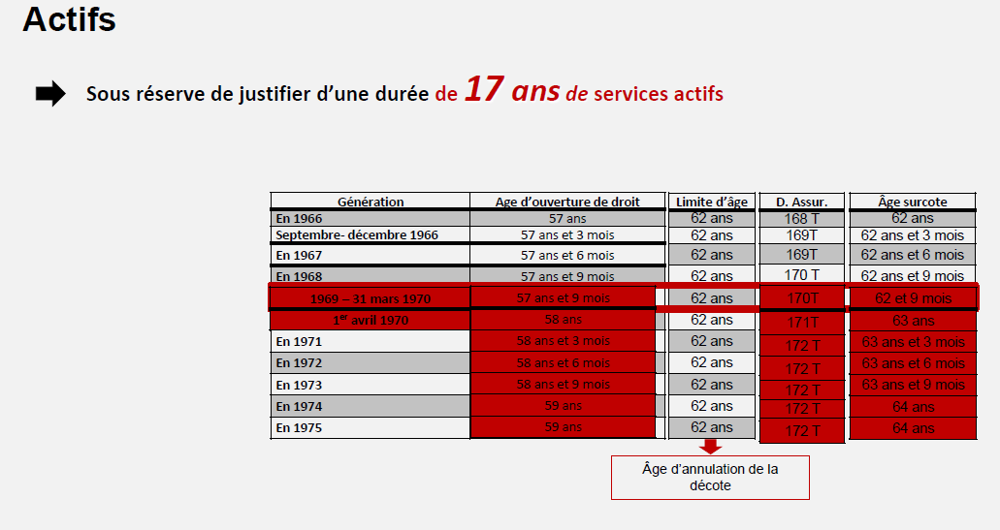 Actifs
Sous réserve de justifier d’une durée de 17 ans de services actifs
Génération Age d’ouverture de droit Limite d’âge D. Assur. Âge surcote
En 1966 57 ans 62 ans 168 T 62 ans
Septembre- décembre 1966 57 ans et 3 mois 62 ans 169T 62 ans et 3 mois
En 1967 57 ans et 6 mois 62 ans 169T 62 ans et 6 mois
En 1968 57 ans et 9 mois 62 ans 170 T 62 ans et 9 mois
1969 – 31 mars 1970 57 ans et 9 mois 62 ans 170T 62 et 9 mois
1er avril 1970 58 ans 62 ans 171T 63 ans
En 1971 58 ans et 3 mois 62 ans 172 T 63 ans et 3 mois
En 1972 58 ans et 6 mois 62 ans 172 T 63 ans et 6 mois
En 1973 58 ans et 9 mois 62 ans 172 T 63 ans et 9 mois
En 1974 59 ans 62 ans 172 T 64 ans
En 1975 59 ans 62 ans 172 T 64 ans
Âge d’annulation de la
décote